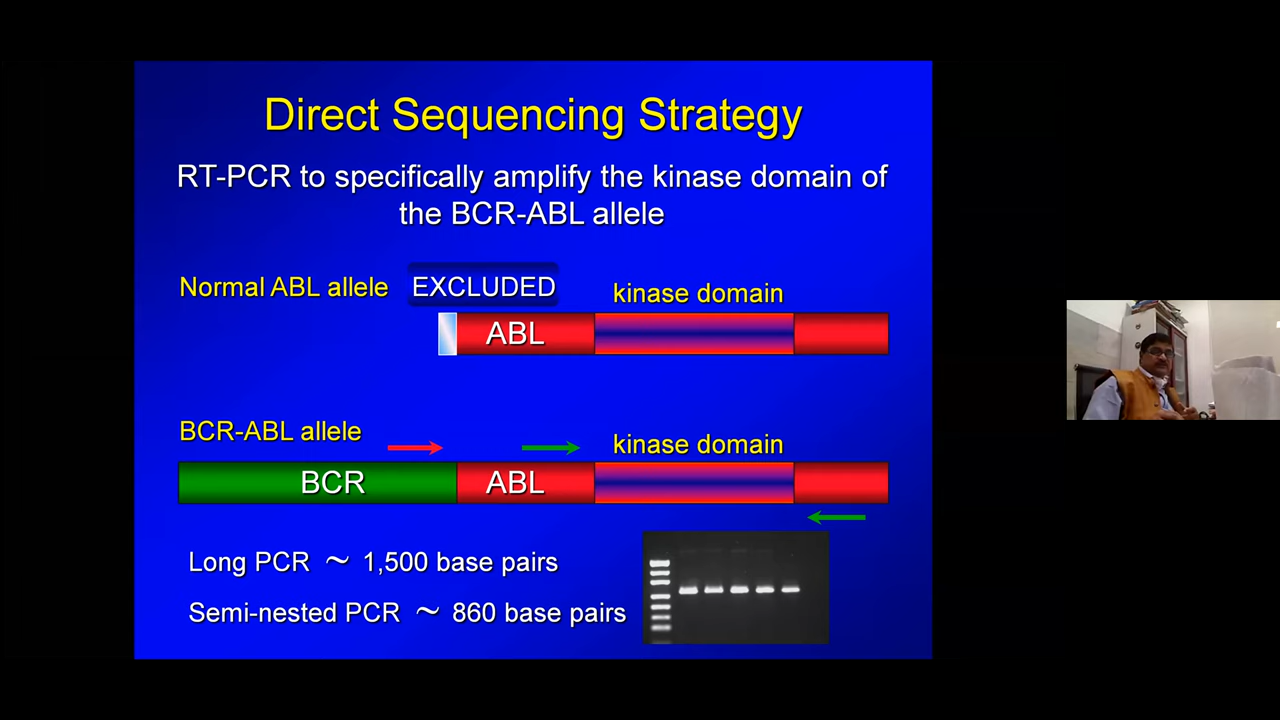 Direct Sequencing Strategy
RT-PCR to specifically amplify the kinase domain of
the BCR-ABL allele
Normal ABL allele EXCLUDED kinase domain
ABL
BCR-ABL allele kinase domain
BCR ABL
Long PCR ~ 1,500 base pairs
Semi-nested PCR ~ 860 base pairs